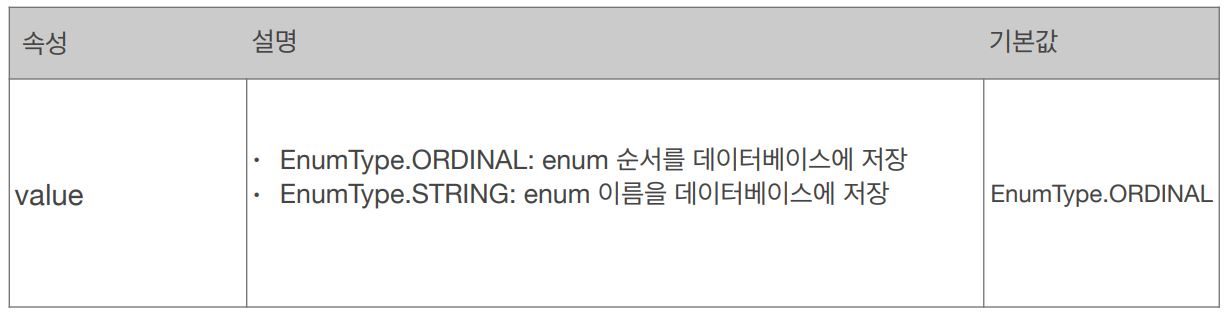 속성 설명 기본값
value
• EnumType.ORDINAL: enum 순서를 데이터베이스에 저장
• EnumType.STRING: enum 이름을 데이터베이스에 저장
EnumType.ORDINAL